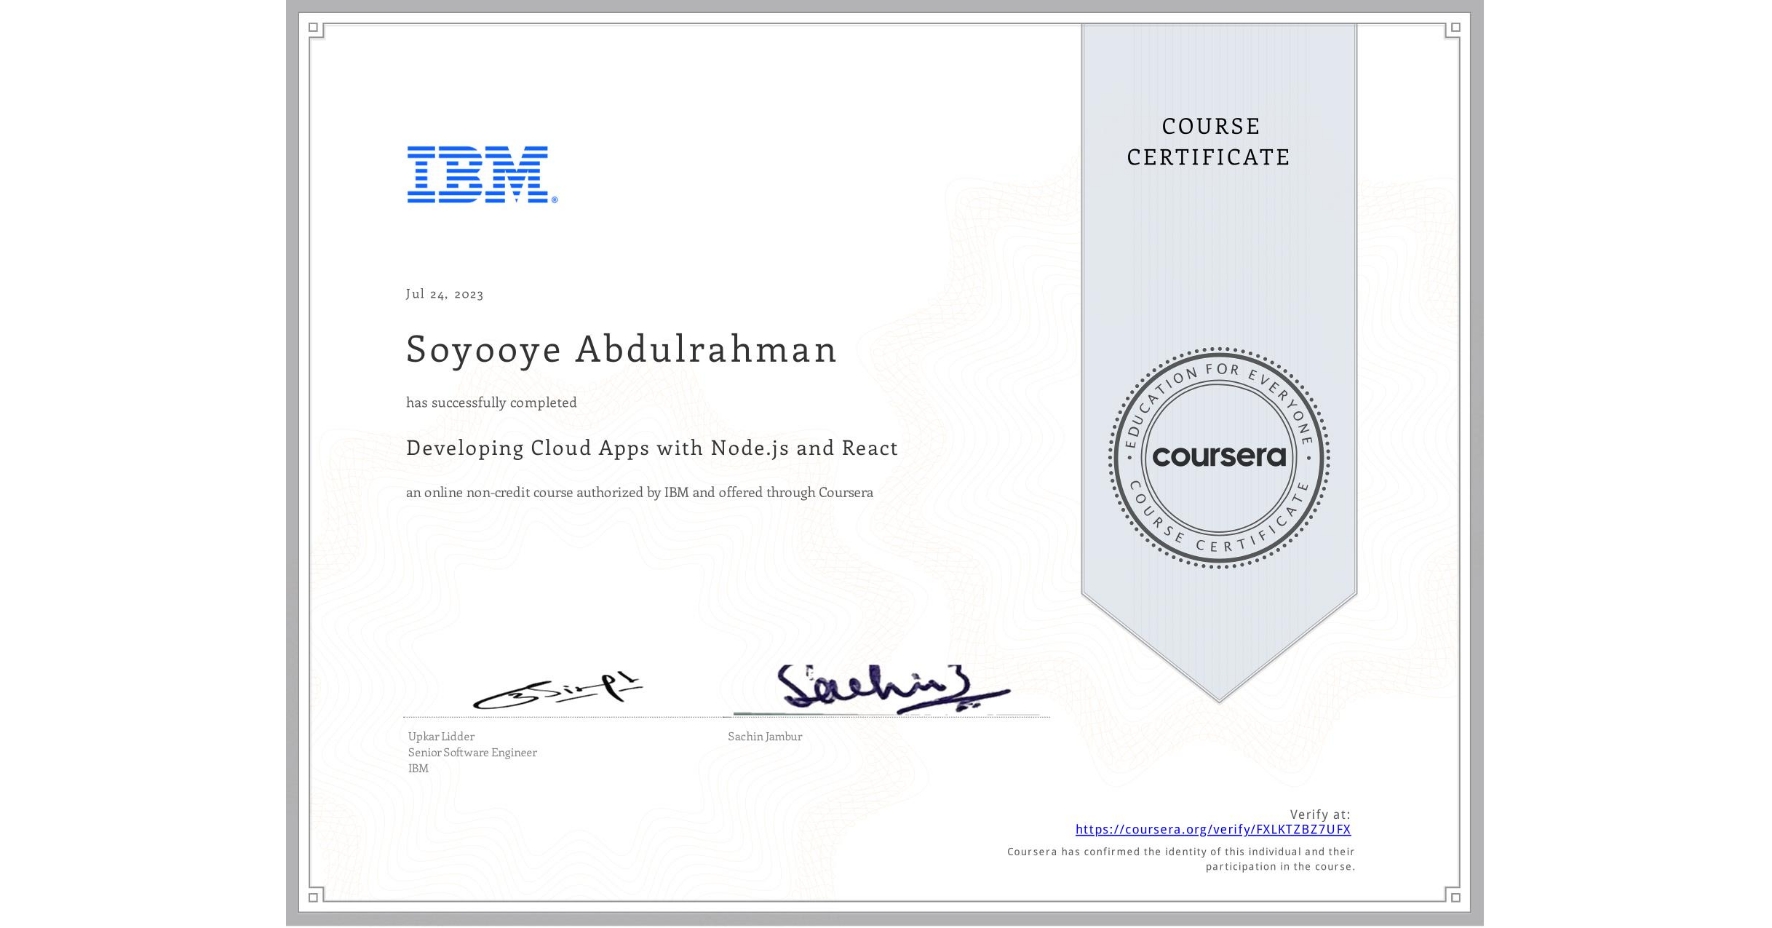 COURSE
CERTIFICATE
IBM®
Jul 24, 2023
Soyooye Abdulrahman
has successfully completed
Developing Cloud Apps with Node.js and React
an online non-credit course authorized by IBM and offered through Coursera
EDUCATION FOR EVERYONE
coursera
COURSE CERTIFICATE
Upkar Lidder
Senior Software Engineer
IBM
Sachin Jambur
Verify at:
https://coursera.org/verify/FXLKTZBZ7UFX
Coursera has confirmed the identity of this individual and their
participation in the course.